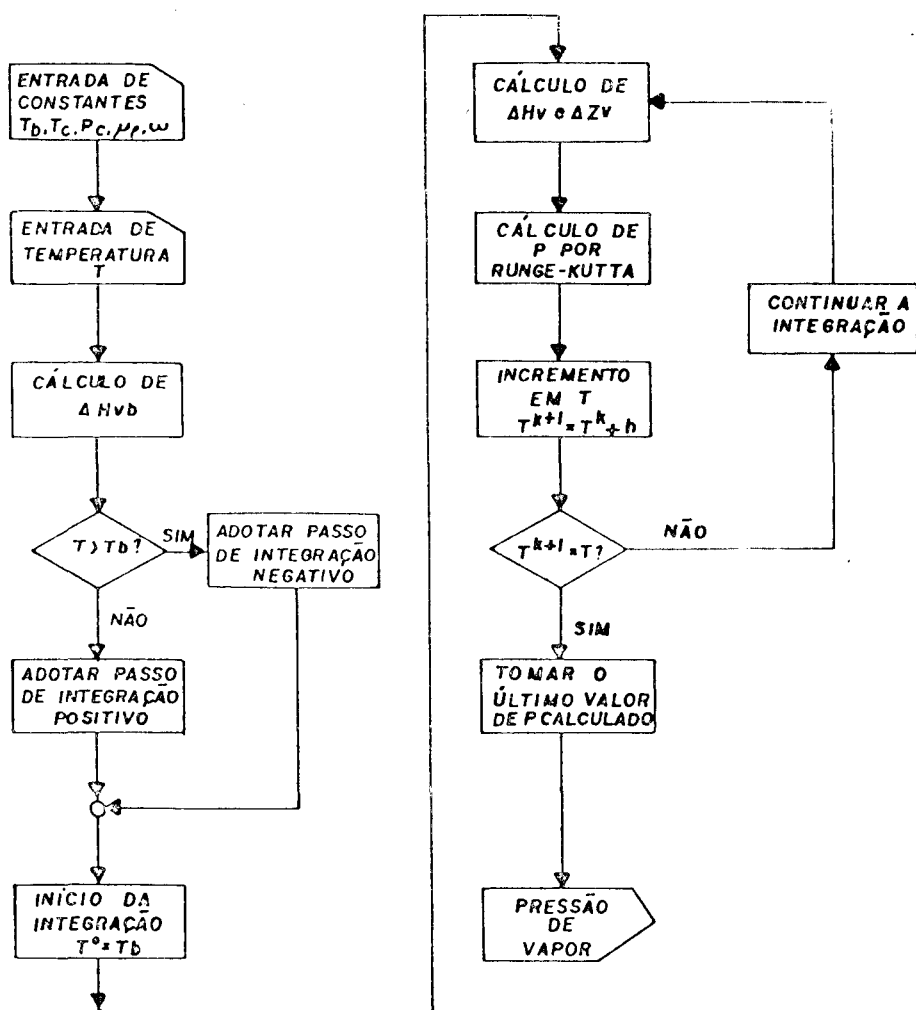 ENTRADA DE
CONSTANTES
Tb, Tc, Pc, μp, ω
ENTRADA DE
TEMPERATURA
T
CÁLCULO DE
ΔHvb
T > Tb?
SIM
ADOTAR PASSO
DE INTEGRAÇÃO
NEGATIVO
NÃO
ADOTAR PASSO
DE INTEGRAÇÃO
POSITIVO
INÍCIO DA
INTEGRAÇÃO
T° = Tb
CÁLCULO DE
ΔHv e ΔZv
CÁLCULO DE
P POR
RUNGE-KUTTA
CONTINUAR A
INTEGRAÇÃO
INCREMENTO
EM T
T^k+1 = T^k + h
T^k+1 = T?
NÃO
SIM
TOMAR O
ÚLTIMO VALOR
DE P CALCULADO
PRESSÃO
DE
VAPOR